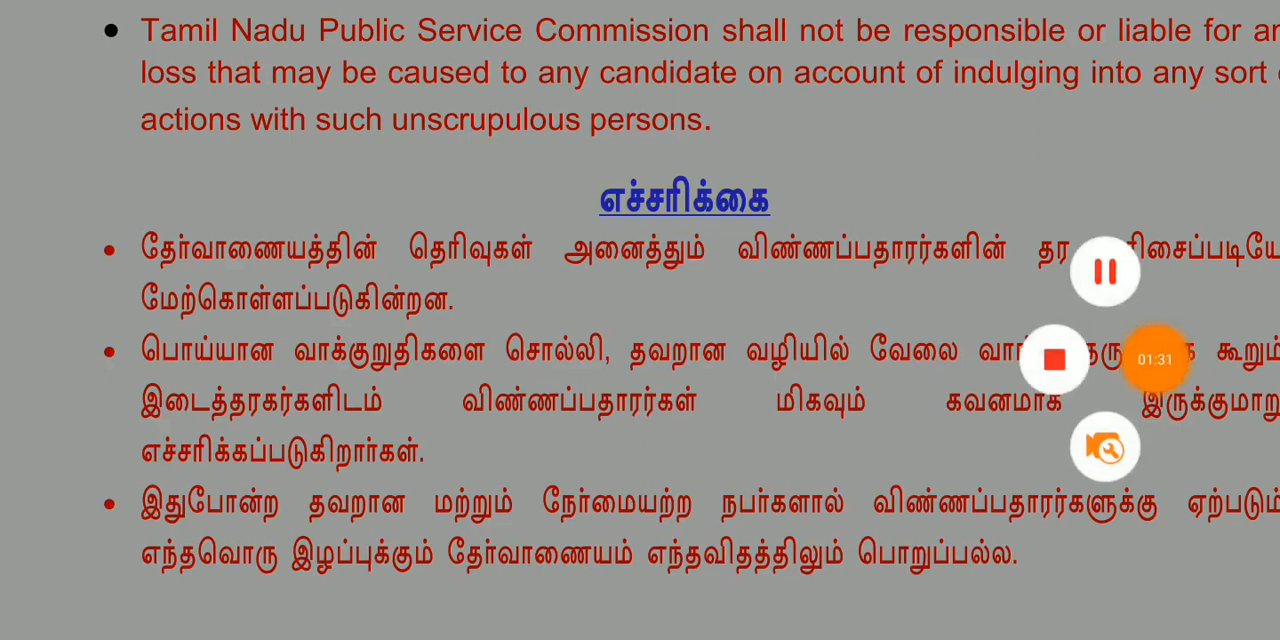 Tamil Nadu Public Service Commission shall not be responsible or liable for
loss that may be caused to any candidate on account of indulging into any sort
actions with such unscrupulous persons.
எச்சரிக்கை
தேர்வாணையத்தின் தெரிவுகள் அனைத்தும் விண்ணப்பதாரர்களின்
மேற்கொள்ளப்படுகின்றன.
பொய்யான வாக்குறுதிகளை சொல்லி, தவறான வழியில் வேலை கூறும்
இடைத்தரகர்களிடம் விண்ணப்பதாரர்கள் மிகவும் கவனமாக இருக்குமாறு
எச்சரிக்கப்படுகிறார்கள்.
இதுபோன்ற தவறான மற்றும் நேர்மையற்ற நபர்களால் விண்ணப்பதாரர்களுக்கு ஏற்படும்
எந்தவொரு இழப்புக்கும் தேர்வாணையம் எந்தவிதத்திலும் பொறுப்பல்ல.
01:31